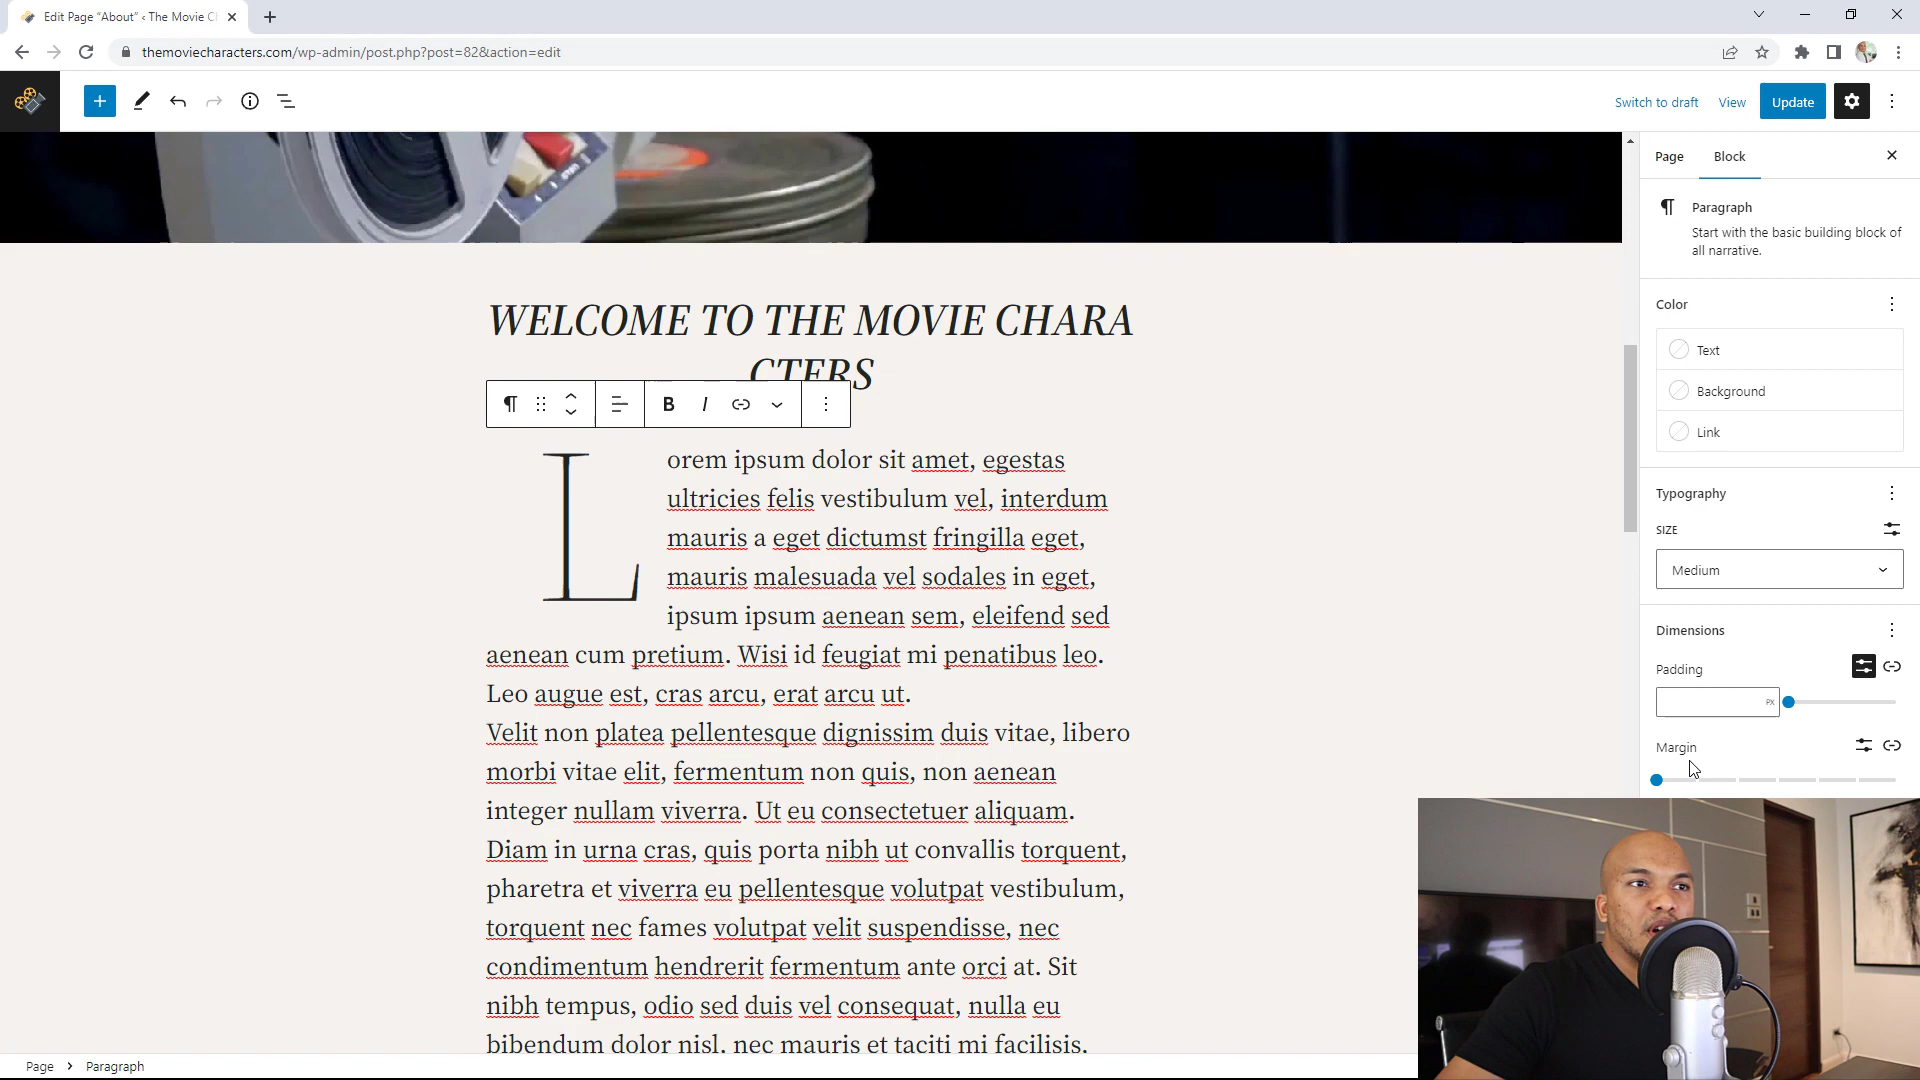 Edit Page “About” ‹ The Movie C
themoviecharacters.com/wp-admin/post.php?post=82&action=edit
Switch to draft
View
Update
Page
Block
Paragraph
Start with the basic building block of
all narrative.
Color
Text
Background
Link
Typography
SIZE
Medium
Dimensions
Padding
PX
Margin
WELCOME TO THE MOVIE CHARA
CTERS
B I
Lorem ipsum dolor sit amet, egestas
ultricies felis vestibulum vel, interdum
mauris a eget dictumst fringilla eget,
mauris malesuada vel sodales in eget,
ipsum ipsum aenean sem, eleifend sed
aenean cum pretium. Wisi id feugiat mi penatibus leo.
Leo augue est, cras arcu, erat arcu ut.
Velit non platea pellentesque dignissim duis vitae, libero
morbi vitae elit, fermentum non quis, non aenean
integer nullam viverra. Ut eu consectetuer aliquam.
Diam in urna cras, quis porta nibh ut convallis torquent,
pharetra et viverra eu pellentesque volutpat vestibulum,
torquent nec fames volutpat velit suspendisse, nec
condimentum hendrerit fermentum ante orci at. Sit
nibh tempus, odio sed duis vel consequat, nulla eu
bibendum dolor nisl, nec mauris et taciti mi facilisis.
Page
Paragraph